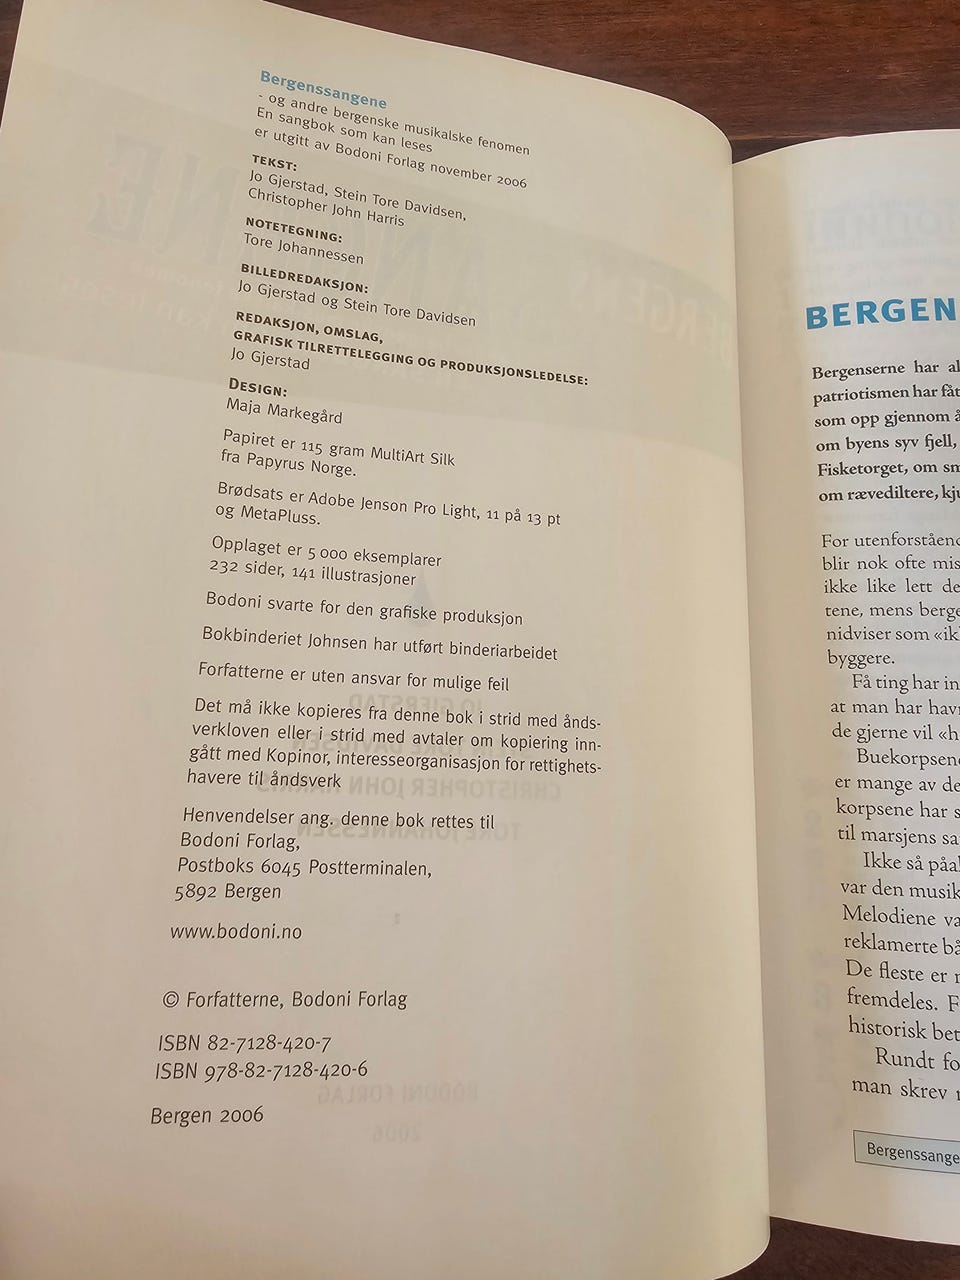 Bergenssangene
- og andre bergenske musikalske fenomen
En sangbok som kan leses
er utgitt av Bodoni Forlag november 2006
TEKST:
Jo Gjerstad, Stein Tore Davidsen,
Christopher John Harris
NOTETEGNING:
Tore Johannessen
BILLEDREDAKSJON:
Jo Gjerstad og Stein Tore Davidsen
REDAKSJON, OMSLAG,
GRAFISK TILRETTELEGGING OG PRODUKSJONSLEDELSE:
Jo Gjerstad
DESIGN:
Maja Markegård
Papiret er 115 gram MultiArt Silk
fra Papyrus Norge.
Brødsats er Adobe Jenson Pro Light, 11 på 13 pt
og MetaPluss.
Opplaget er 5 000 eksemplarer
232 sider, 141 illustrasjoner
Bodoni svarte for den grafiske produksjon
Bokbinderiet Johnsen har utført binderiarbeidet
Forfatterne er uten ansvar for mulige feil
Det må ikke kopieres fra denne bok i strid med ånds-
verkloven eller i strid med avtaler om kopiering inn-
gått med Kopinor, interesseorganisasjon for rettighets-
havere til åndsverk
Henvendelser ang. denne bok rettes til
Bodoni Forlag,
Postboks 6045 Postterminalen,
5892 Bergen
www.bodoni.no
© Forfatterne, Bodoni Forlag
ISBN 82-7128-420-7
ISBN 978-82-7128-420-6
Bergen 2006
BERGEN
Bergenserne har al
patriotismen har fåt
som opp gjennom å
om byens syv fjell,
Fisketorget, om sm
om rævediltere, kju
For utenforståend
blir nok ofte mis
ikke like lett de
tene, mens berge
nidviser som «ik
byggere.
Få ting har in
at man har havn
de gjerne vil «h
Buekorpsene
er mange av de
korpsene har s
til marsjens sa
Ikke så påal
var den musik
Melodiene va
reklamerte bå
De fleste er
fremdeles. F
historisk bet
Rundt fo
man skrev
Bergenssange